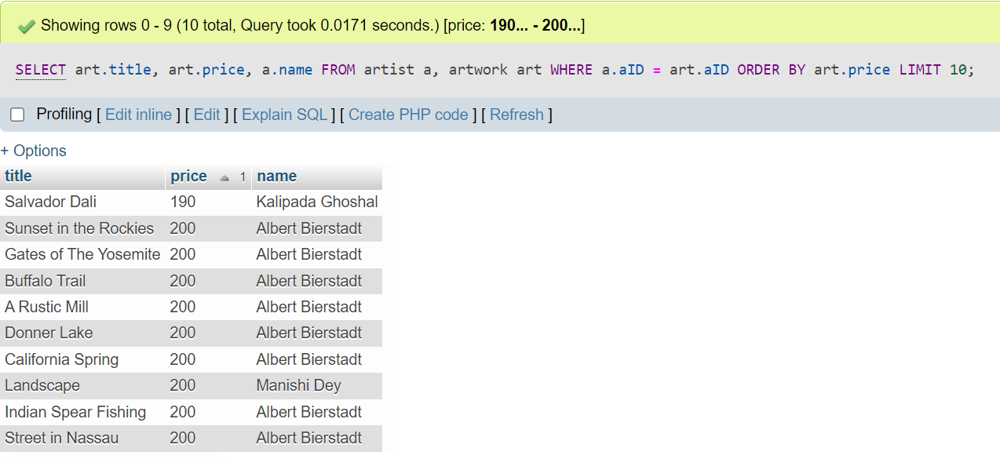 Showing rows 0 - 9 (10 total, Query took 0.0171 seconds.) [price: 190... - 200...]
SELECT art.title, art.price, a.name FROM artist a, artwork art WHERE a.aID = art.aID ORDER BY art.price LIMIT 10;
Profiling [ Edit inline ] [ Edit ] [ Explain SQL ] [ Create PHP code ] [ Refresh ]
+ Options
title price 1 name
Salvador Dali 190 Kalipada Ghoshal
Sunset in the Rockies 200 Albert Bierstadt
Gates of The Yosemite 200 Albert Bierstadt
Buffalo Trail 200 Albert Bierstadt
A Rustic Mill 200 Albert Bierstadt
Donner Lake 200 Albert Bierstadt
California Spring 200 Albert Bierstadt
Landscape 200 Manishi Dey
Indian Spear Fishing 200 Albert Bierstadt
Street in Nassau 200 Albert Bierstadt